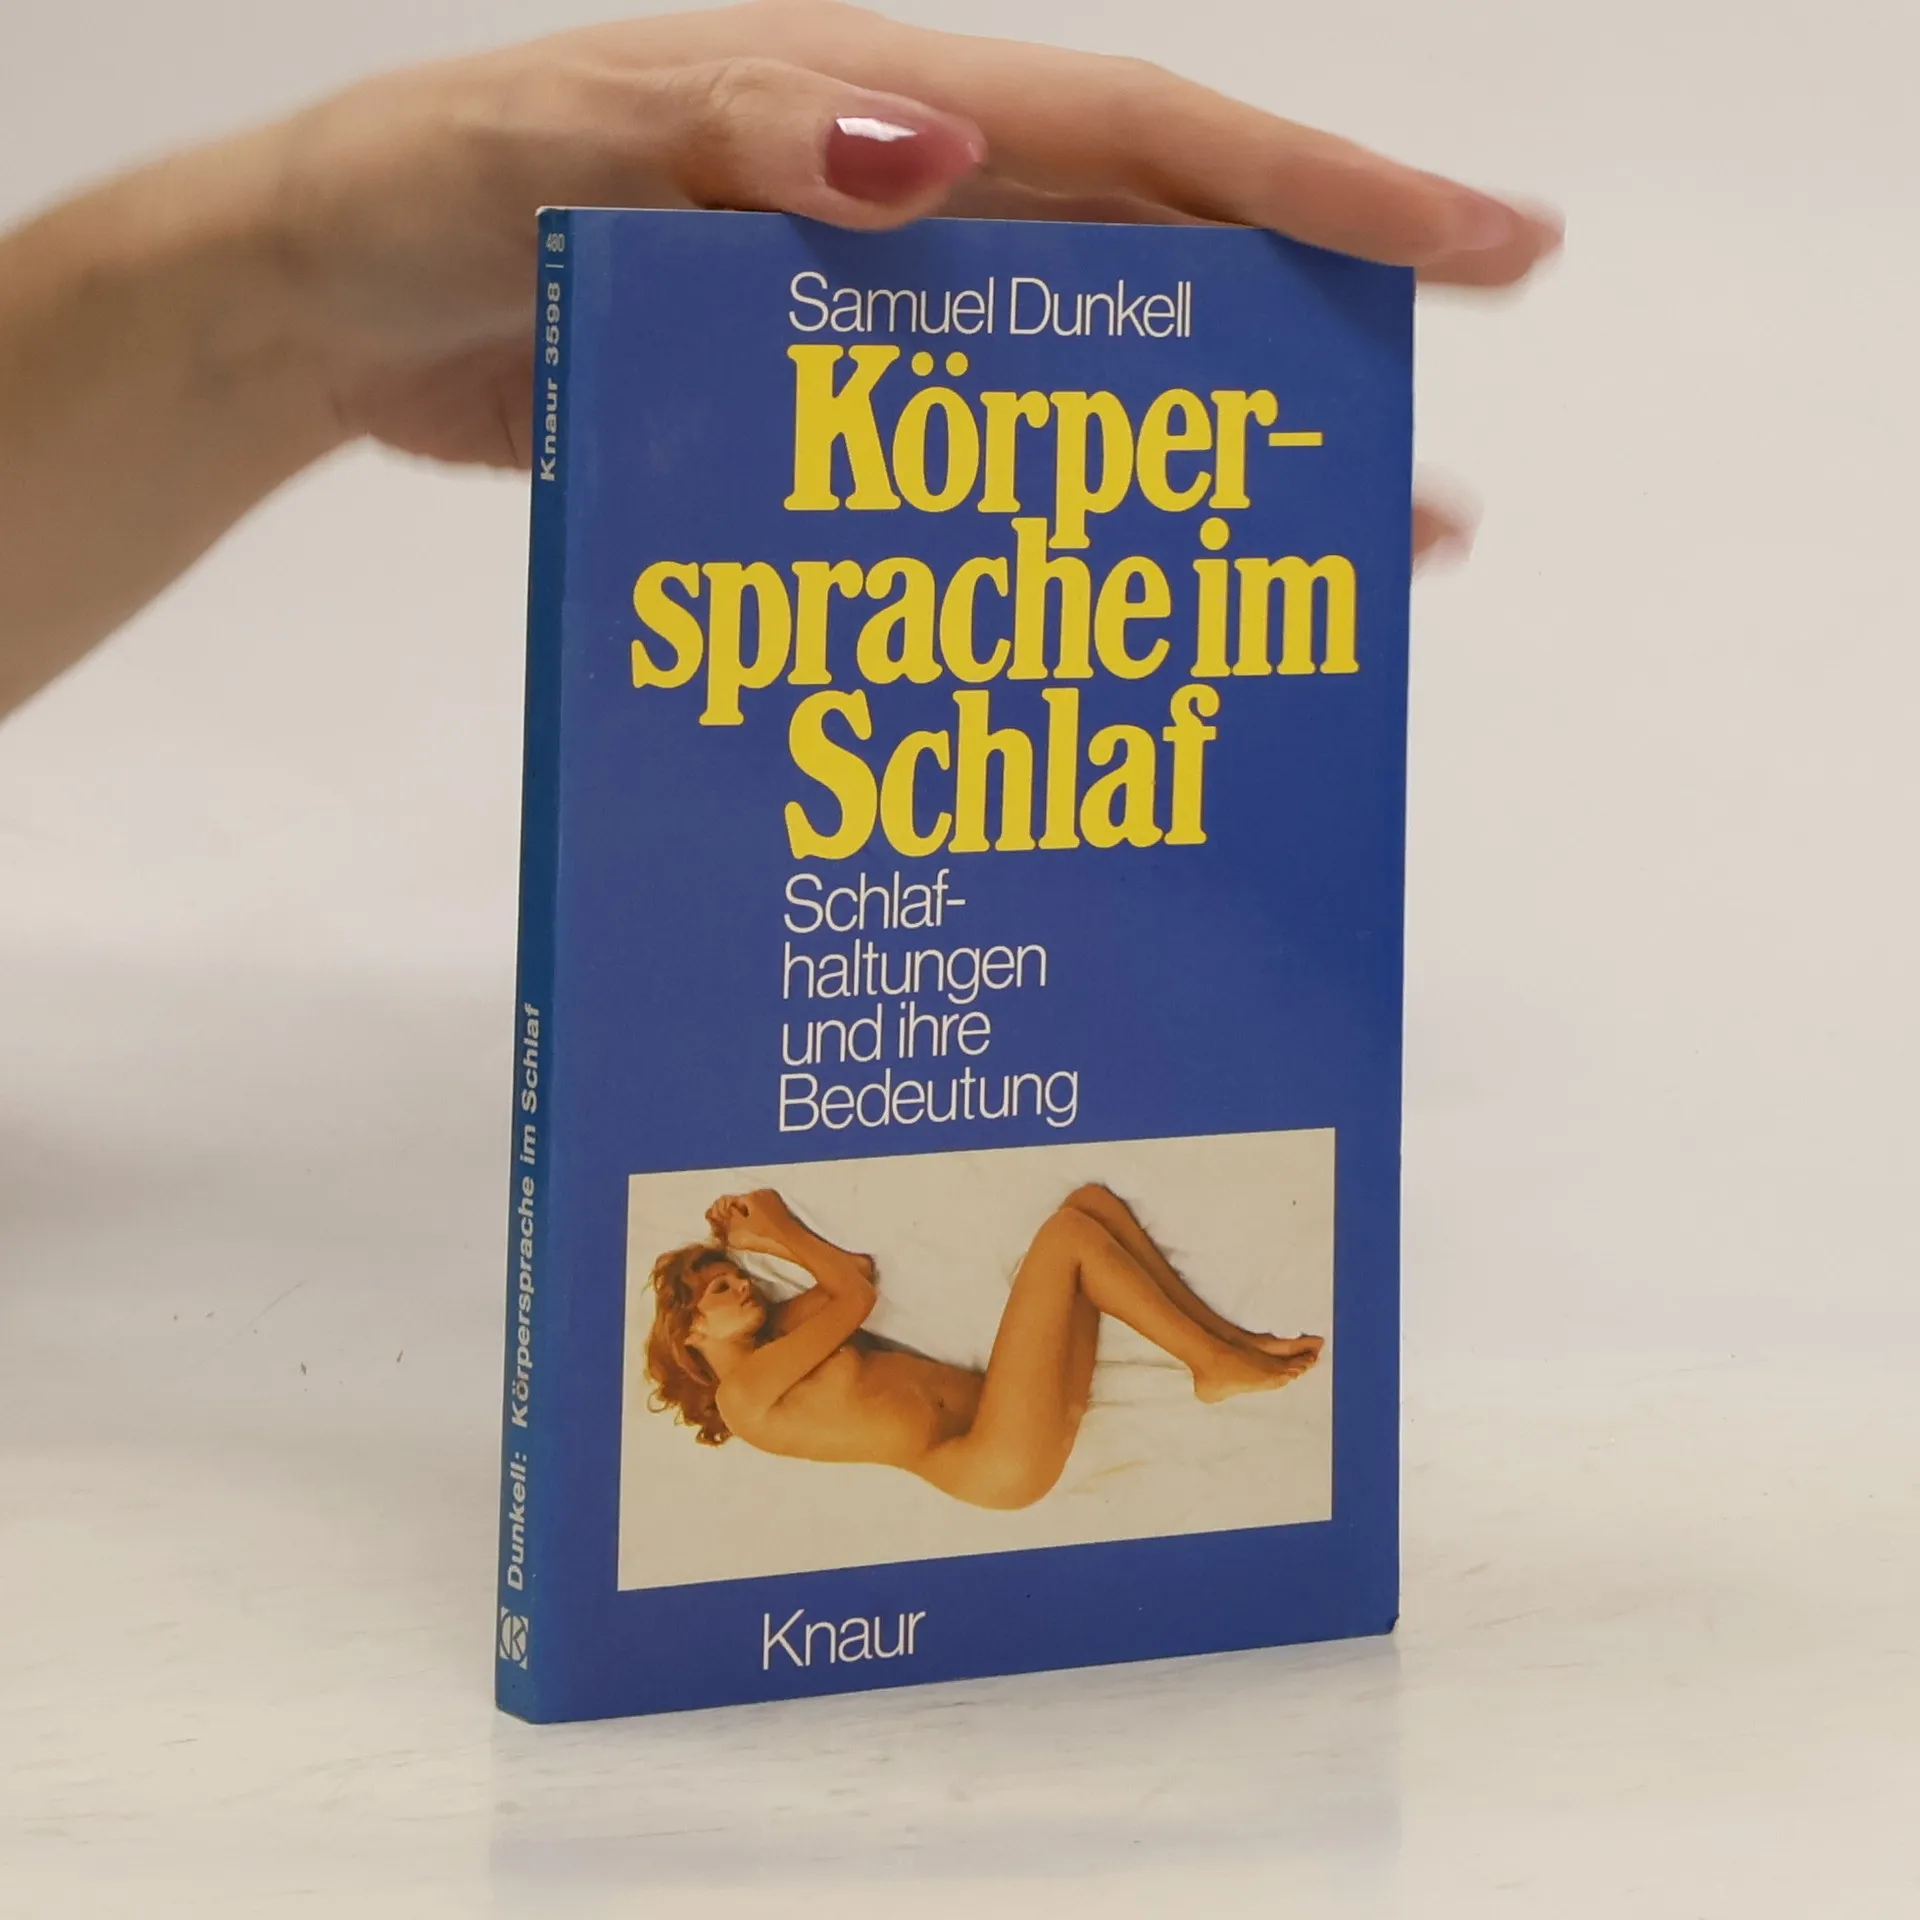 Samuel Dunkell
Körper-
sprache im
Schlaf
Schlaf-
haltungen
und ihre
Bedeutung
Knaur
Dunkell: Körpersprache im Schlaf
Knaur 3598 | 480